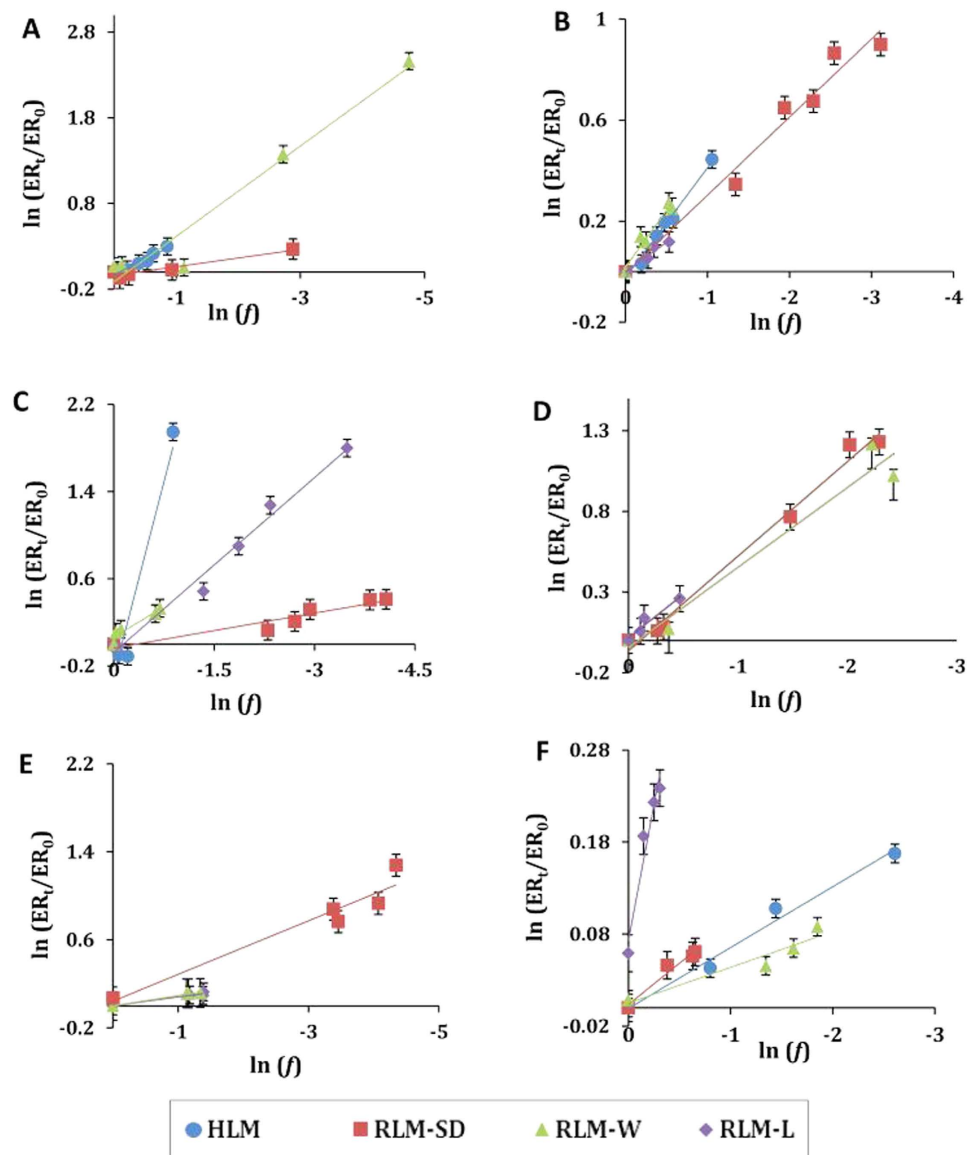 A
2.8
1.8
0.8
-0.2
-1
-3
-5
ln (ERt/ER0)
ln (f)
B
1
0.6
0.2
-0.2
0
-1
-2
-3
-4
ln (ERt/ER0)
ln (f)
C
2.2
1.4
0.6
-0.2
-1.5
-3
-4.5
ln (ERt/ER0)
ln (f)
D
1.3
0.8
0.3
-0.2
0
-1
-2
-3
ln (ERt/ER0)
ln (f)
E
2.2
1.4
0.6
-0.2
-1
-3
-5
ln (ERt/ER0)
ln (f)
F
0.28
0.18
0.08
-0.02
0
-1
-2
-3
ln (ERt/ER0)
ln (f)
HLM RLM-SD RLM-W RLM-L